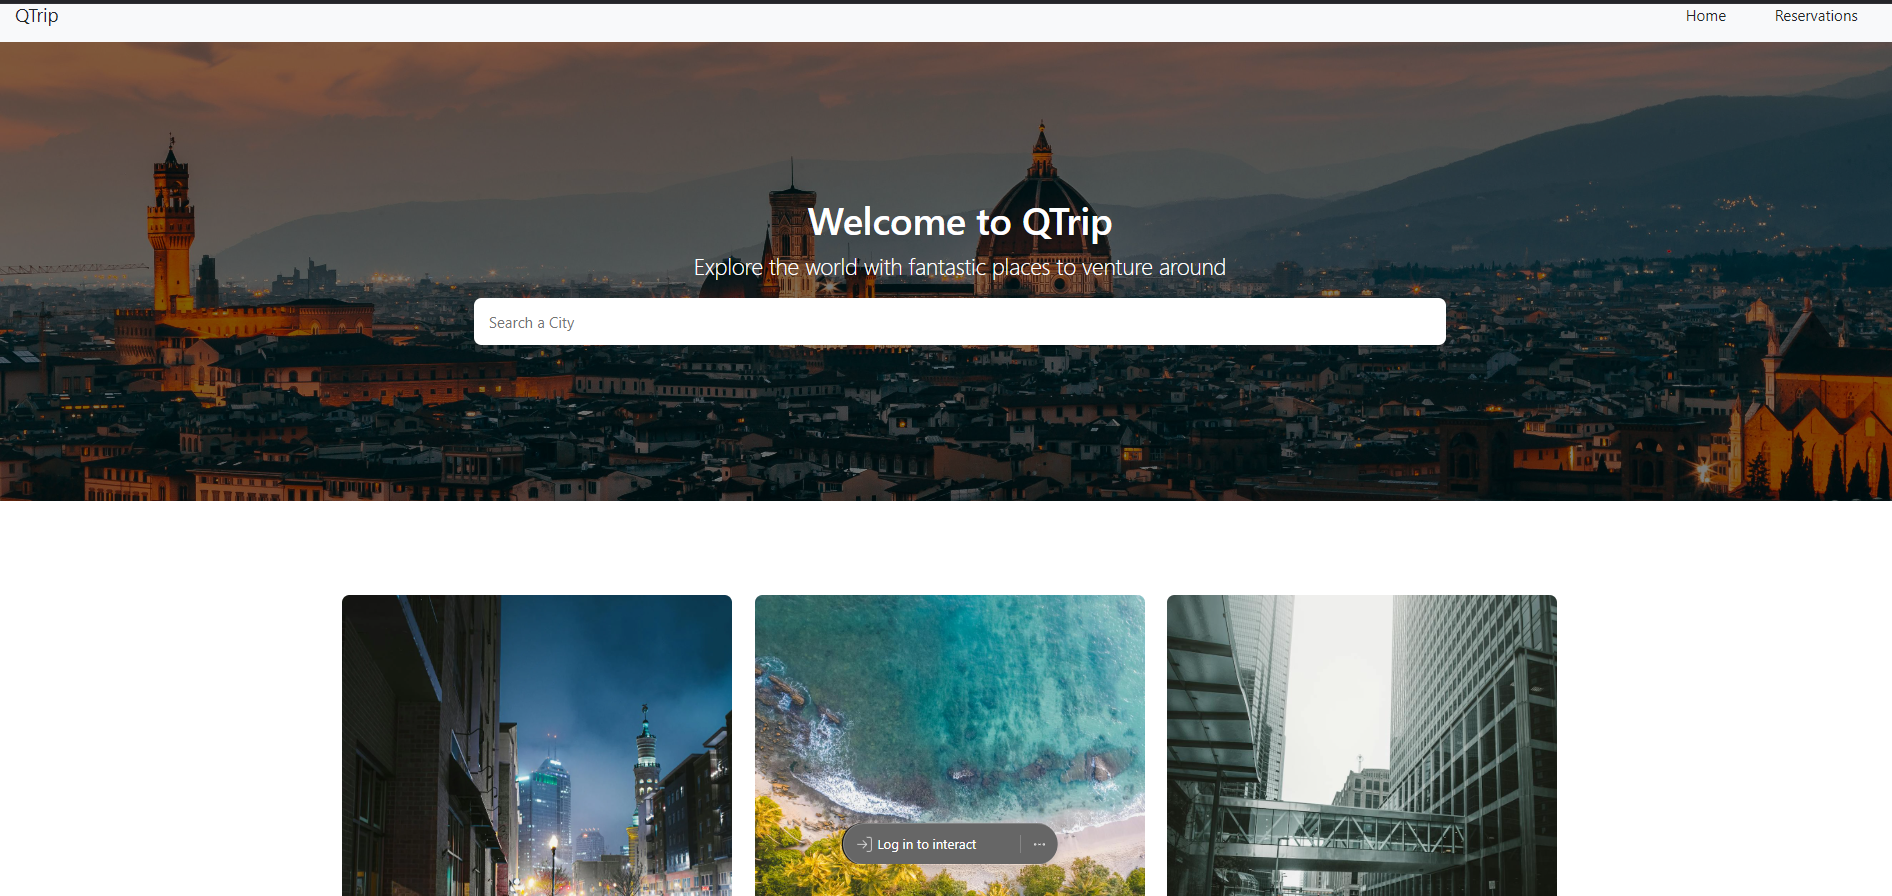 QTrip
Home
Reservations
Welcome to QTrip
Explore the world with fantastic places to venture around
Search a City
Log in to interact